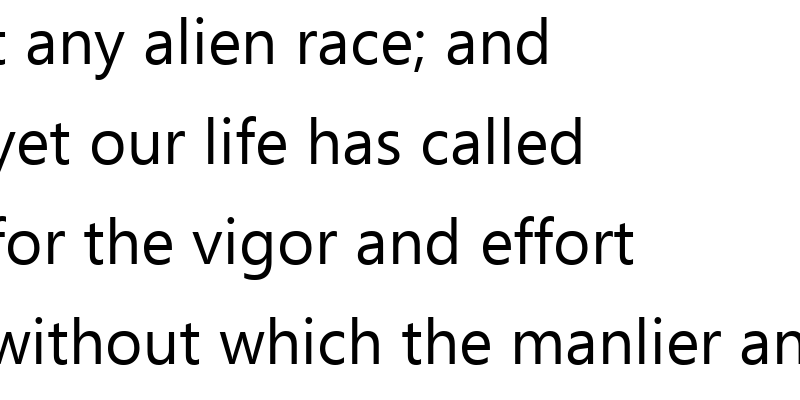 any alien race; and
yet our life has called
for the vigor and effort
without which the manlier